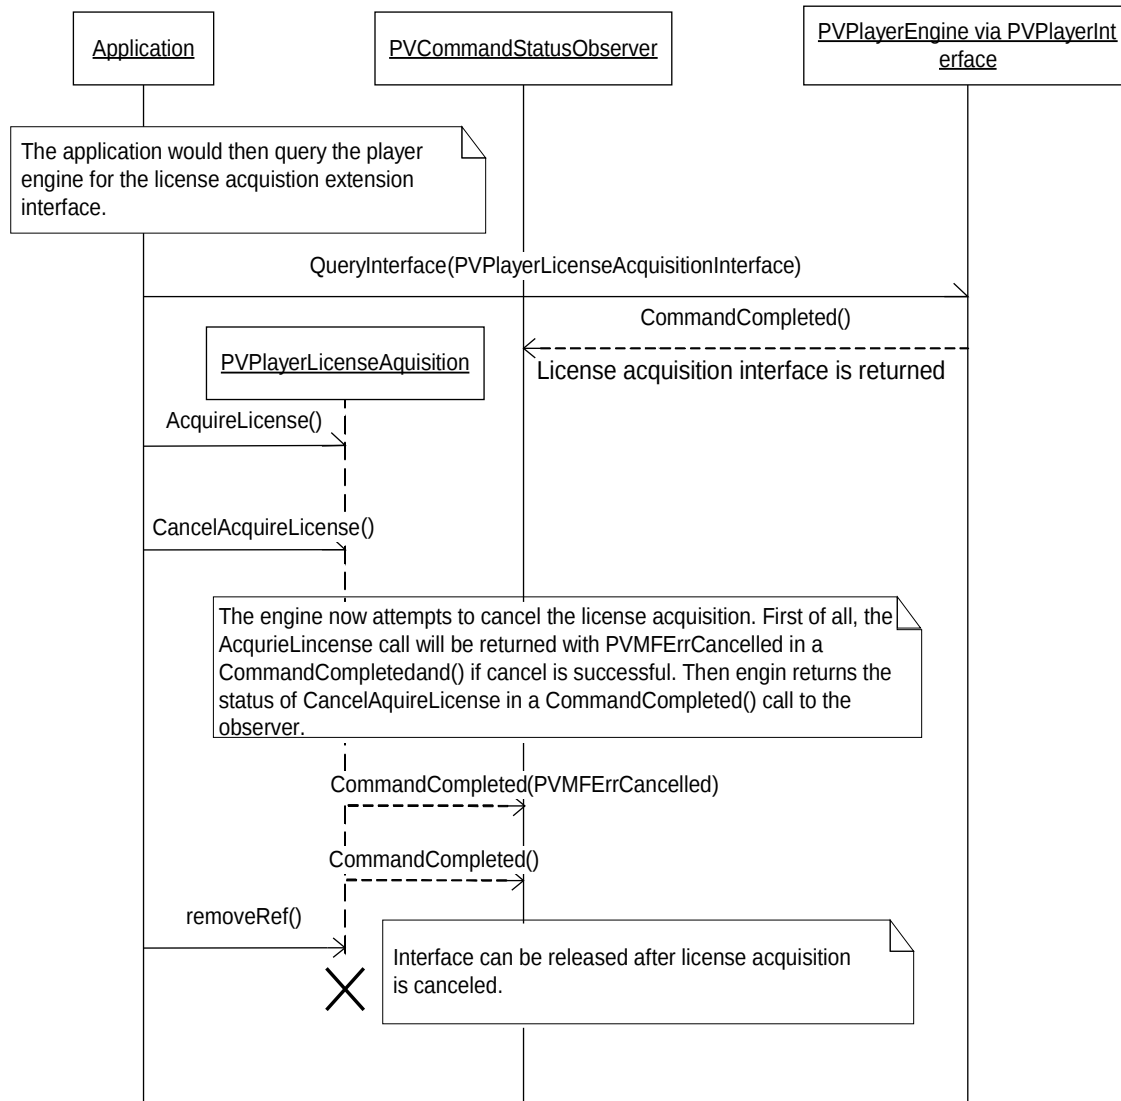 Application
PVCommandStatusObserver
PVPlayerEngine via PVPlayerInt
erface
The application would then query the player
engine for the license acquistion extension
interface.
QueryInterface(PVPlayerLicenseAcquisitionInterface)
CommandCompleted()
License acquisition interface is returned
PVPlayerLicenseAquisition
AcquireLicense()
CancelAcquireLicense()
The engine now attempts to cancel the license acquisition. First of all, the
AcqurieLincense call will be returned with PVMFErrCancelled in a
CommandCompletedand() if cancel is successful. Then engin returns the
status of CancelAquireLicense in a CommandCompleted() call to the
observer.
CommandCompleted(PVMFErrCancelled)
CommandCompleted()
removeRef()
Interface can be released after license acquisition
is canceled.